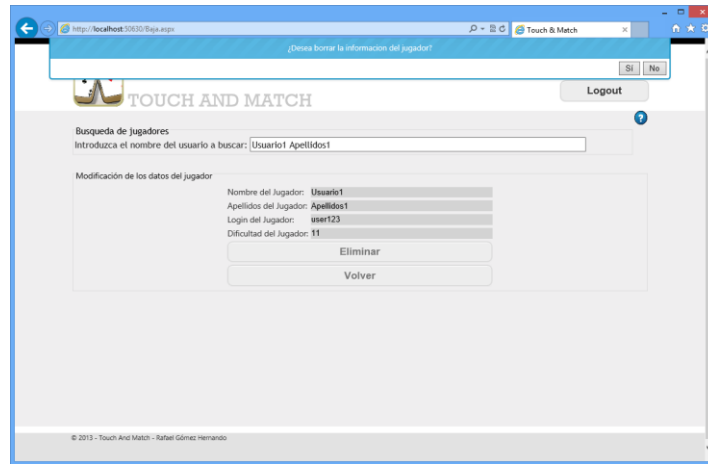 http://localhost:50630/Baja.aspx
Touch & Match
¿Desea borrar la informacion del jugador?
Sí No
TOUCH AND MATCH
Logout
?
Busqueda de jugadores
Introduzca el nombre del usuario a buscar: Usuario1 Apellidos1
Modificación de los datos del jugador
Nombre del Jugador: Usuario1
Apellidos del Jugador: Apellidos1
Login del Jugador: user123
Dificultad del Jugador: 11
Eliminar
Volver
© 2013 - Touch And Match - Rafael Gómez Hernando